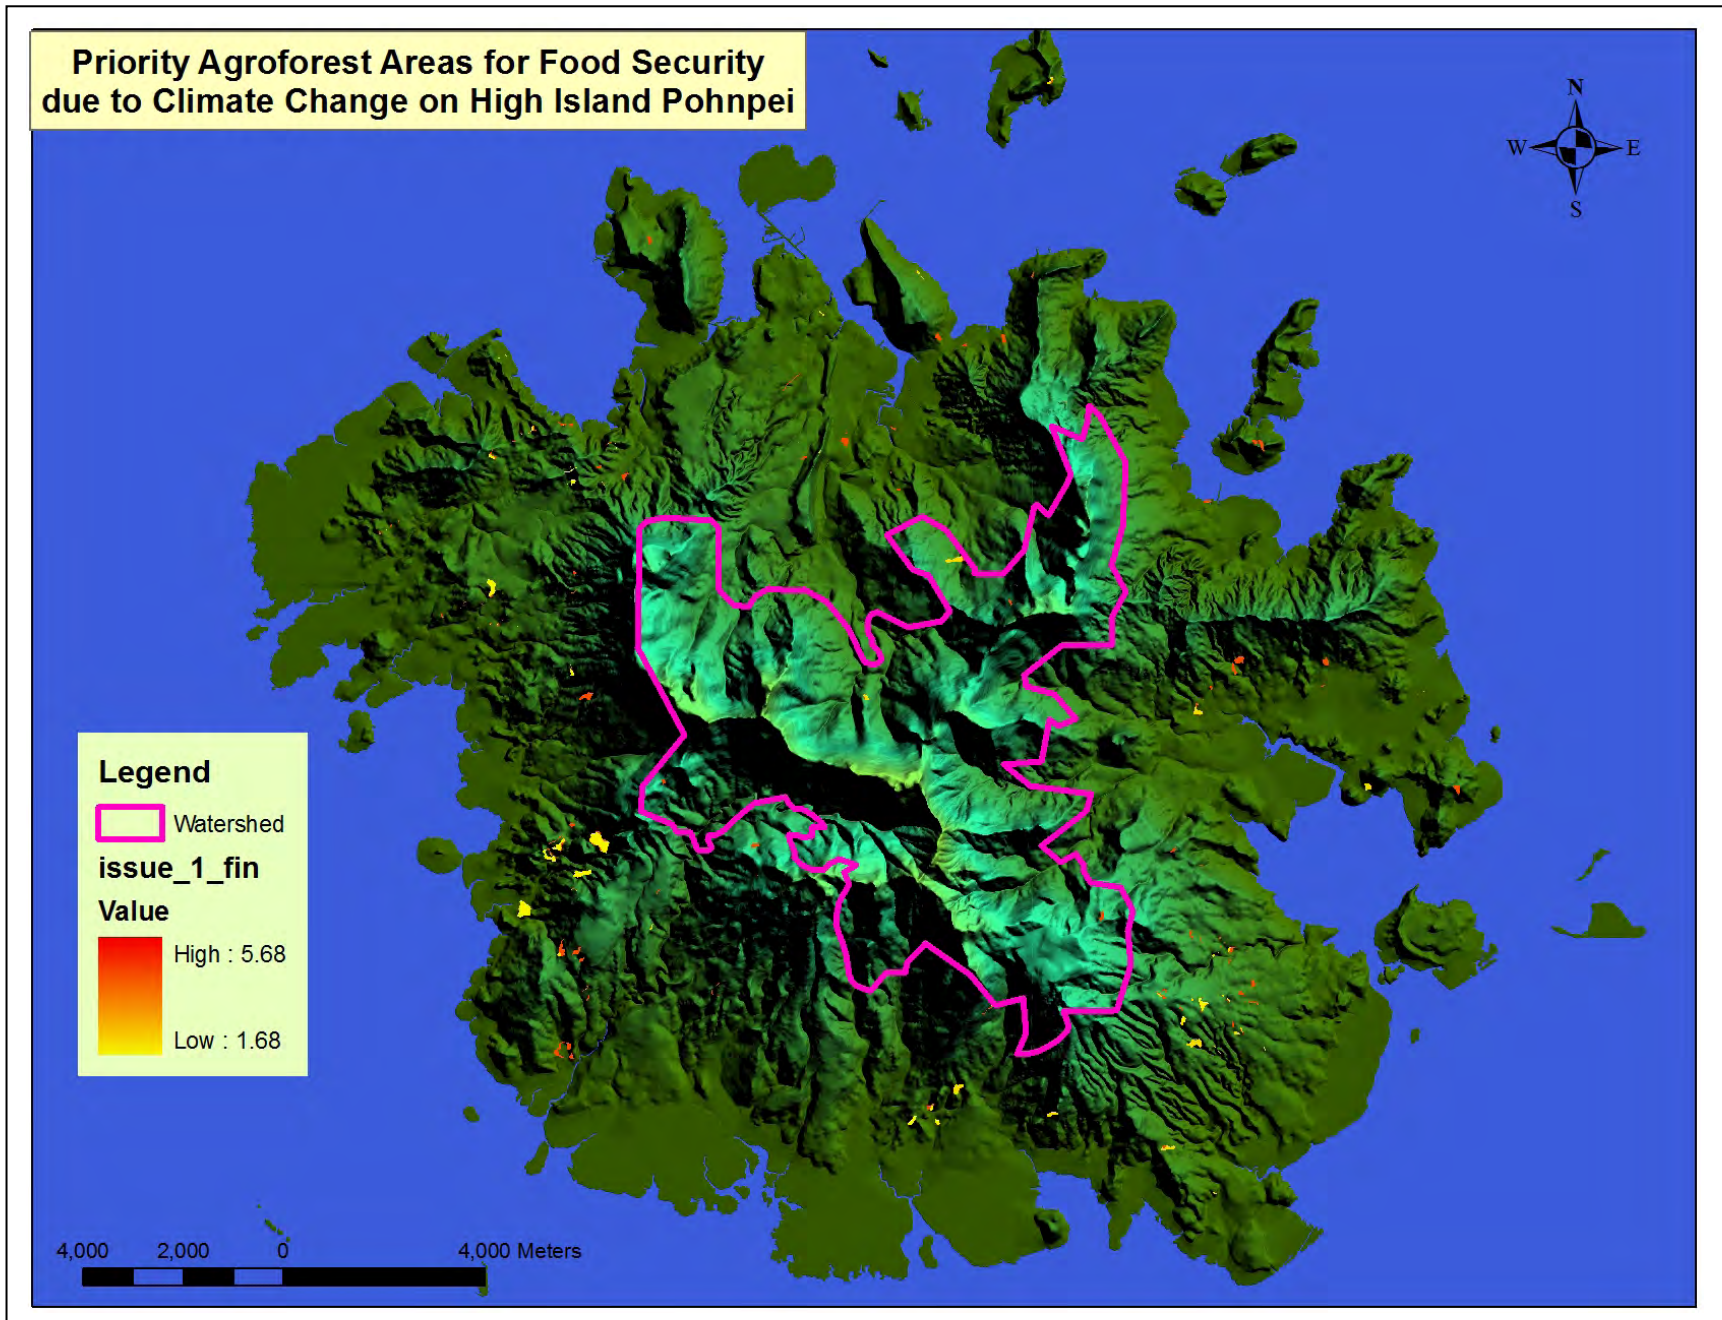 Priority Agroforest Areas for Food Security
due to Climate Change on High Island Pohnpei
N
W E
S
Legend
Watershed
issue_1_fin
Value
High : 5.68
Low : 1.68
4,000 2,000 0 4,000 Meters